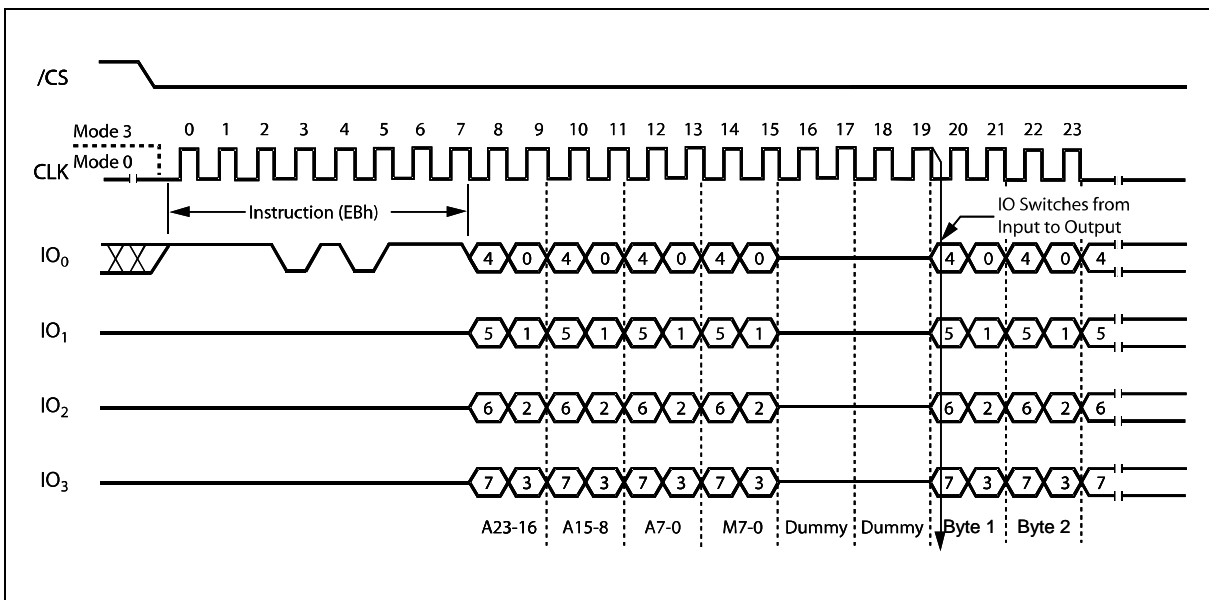 /CS
Mode 3
0 1 2 3 4 5 6 7 8 9 10 11 12 13 14 15 16 17 18 19 20 21 22 23
CLK
Mode 0
Instruction (EBh)
IO Switches from
Input to Output
IO0
4 0 4 0 4 0 4 0 4 0 4 0 4
IO1
5 1 5 1 5 1 5 1 5 1 5 1 5
IO2
6 2 6 2 6 2 6 2 6 2 6 2 6
IO3
7 3 7 3 7 3 7 3 7 3 7 3 7
A23-16 A15-8 A7-0 M7-0 Dummy Dummy Byte 1 Byte 2